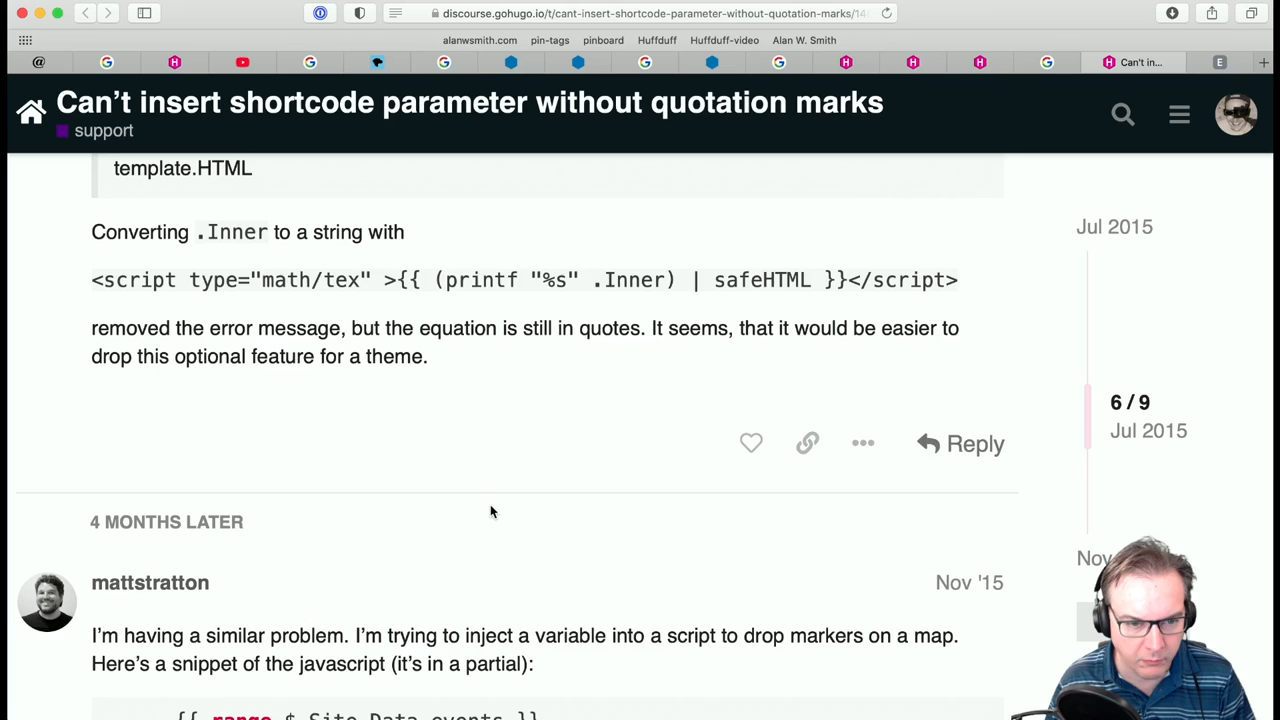 discourse.gohugo.io/t/cant-insert-shortcode-parameter-without-quotation-marks/
alanwsmith.com pin-tags pinboard Huffduff Huffduff-video Alan W. Smith
Can't in...
Can't insert shortcode parameter without quotation marks
support
template.HTML
Converting .Inner to a string with
<script type="math/tex" >{{ (printf "%s" .Inner) | safeHTML }}</script>
removed the error message, but the equation is still in quotes. It seems, that it would be easier to
drop this optional feature for a theme.
Reply
Jul 2015
6 / 9
Jul 2015
4 MONTHS LATER
mattstratton
Nov '15
I'm having a similar problem. I'm trying to inject a variable into a script to drop markers on a map.
Here's a snippet of the javascript (it's in a partial):
{{ range $ Site Data events }}